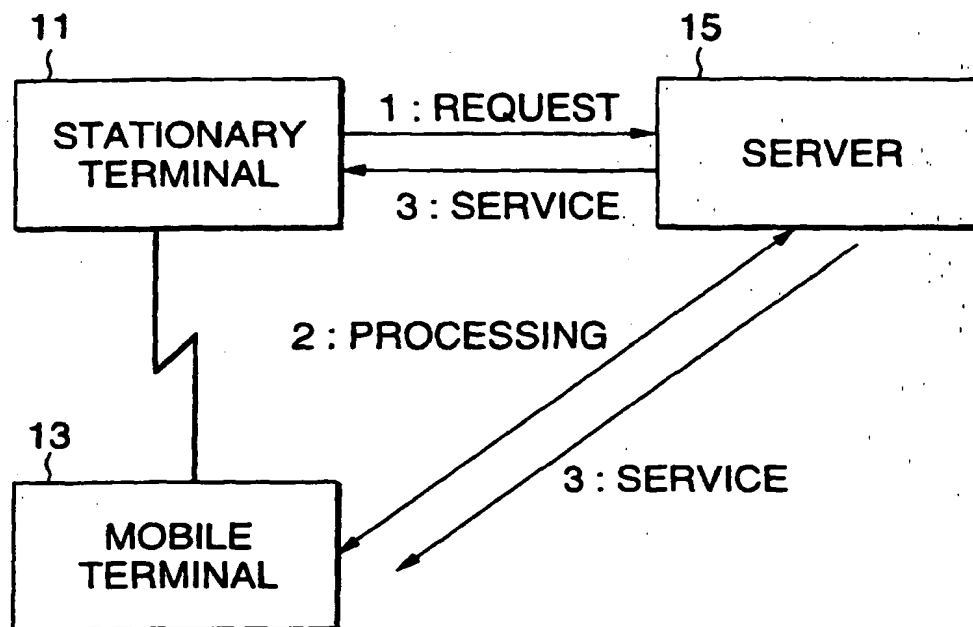 11
15
STATIONARY
TERMINAL
1 : REQUEST
SERVER
3 : SERVICE
2 : PROCESSING
13
3 : SERVICE
MOBILE
TERMINAL